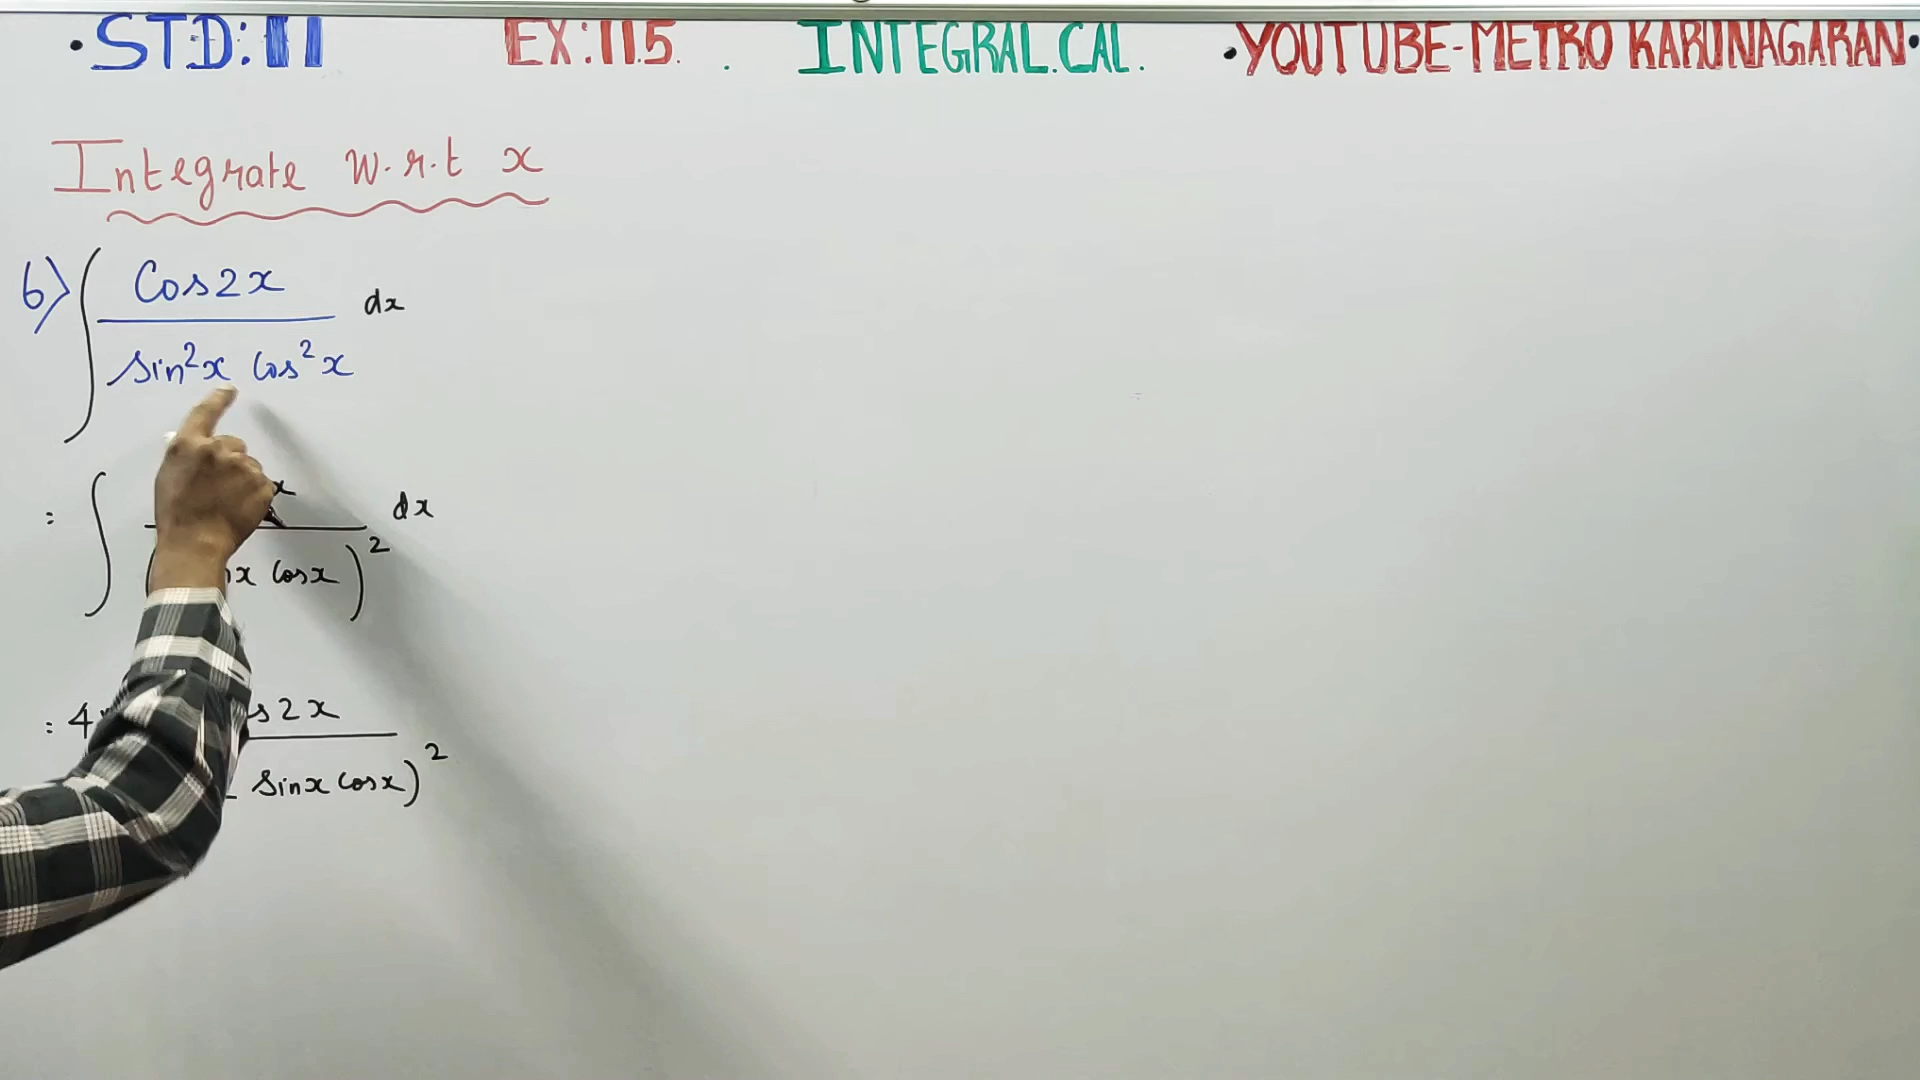 • STD: 11 EX: 11.5. . INTEGRAL.CAL. • YOUTUBE-METRO KARUNAGARAN •
Integrate w.r.t x
6) ∫ Cos2x / sin²x cos²x dx
= ∫ x / ( x cosx )² dx
= 4 s2x / sinx cosx)²